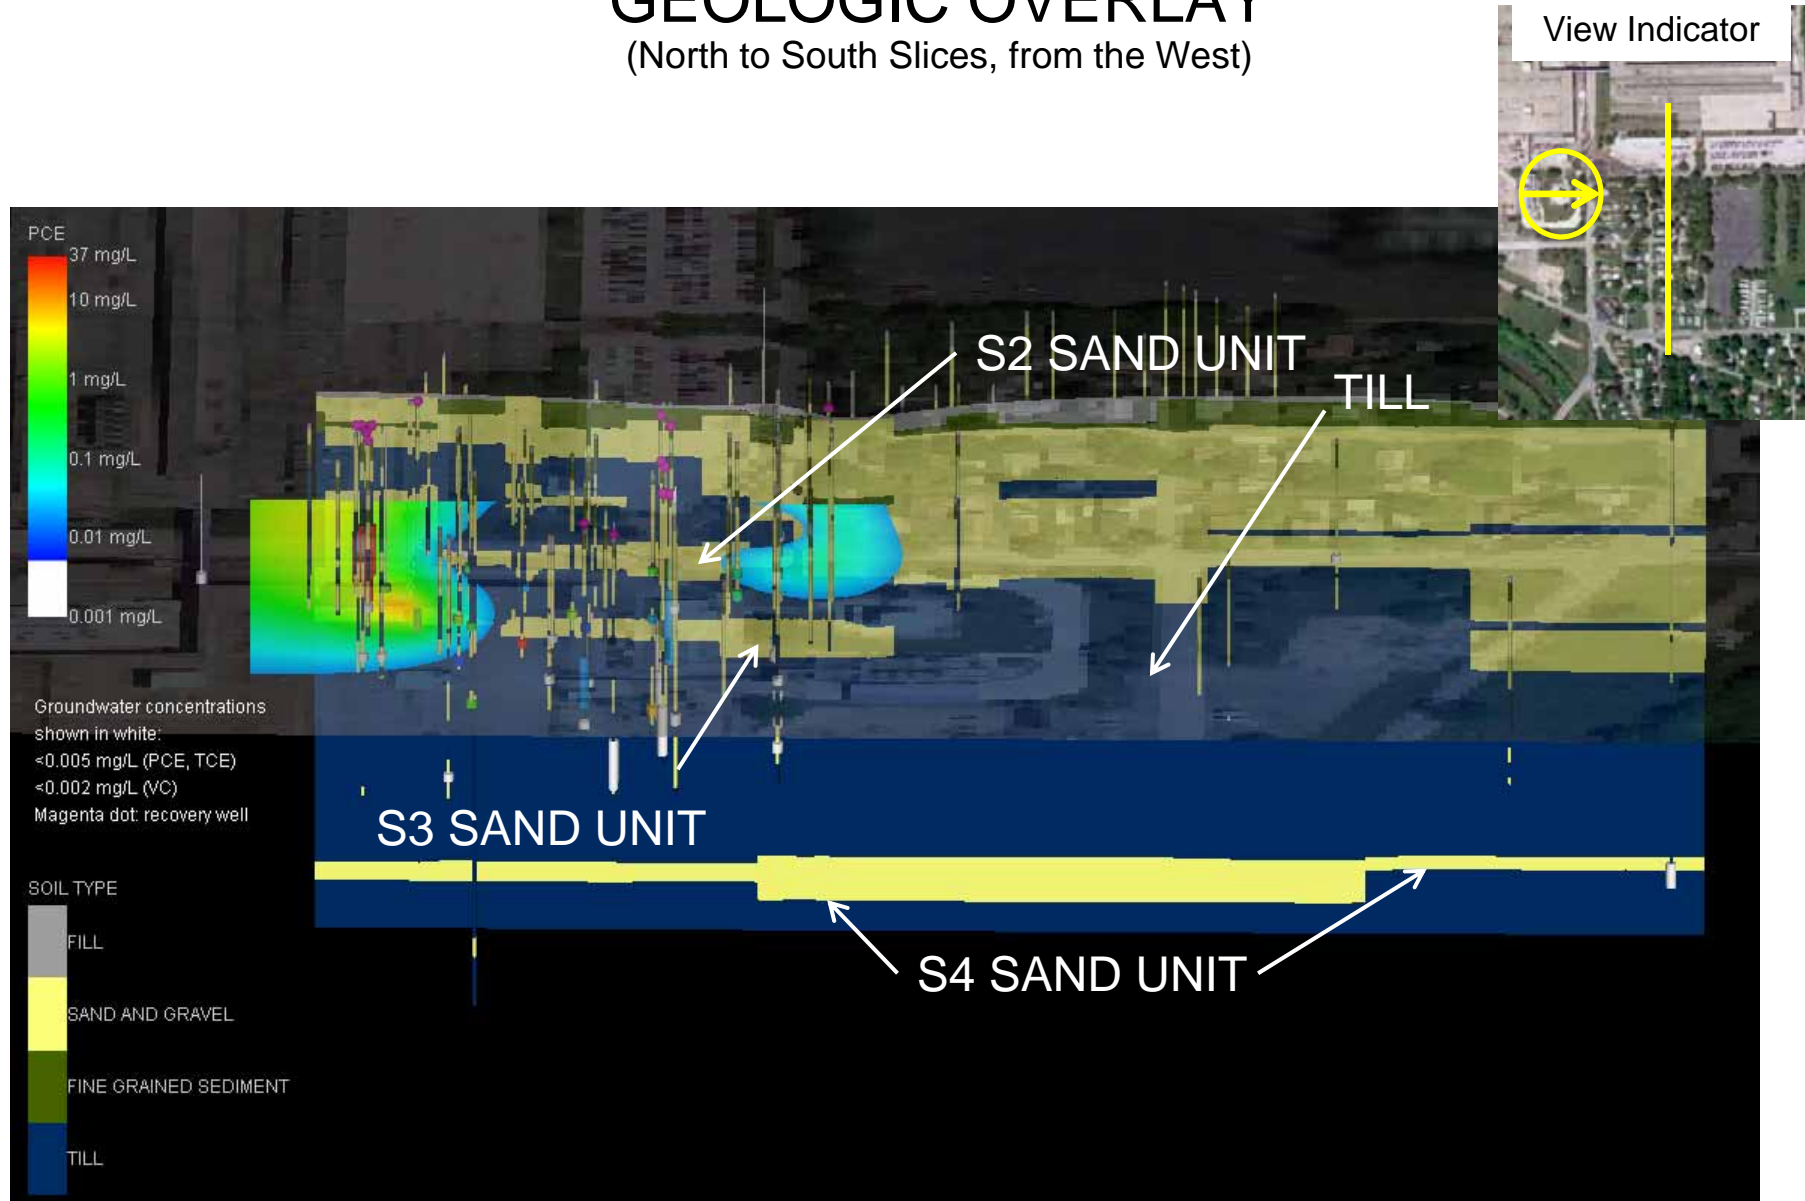 GEOLOGIC OVERLAY
(North to South Slices, from the West)
View Indicator
PCE
37 mg/L
10 mg/L
1 mg/L
0.1 mg/L
0.01 mg/L
0.001 mg/L
S2 SAND UNIT
TILL
Groundwater concentrations
shown in white:
<0.005 mg/L (PCE, TCE)
<0.002 mg/L (VC)
Magenta dot: recovery well
S3 SAND UNIT
S4 SAND UNIT
SOIL TYPE
FILL
SAND AND GRAVEL
FINE GRAINED SEDIMENT
TILL